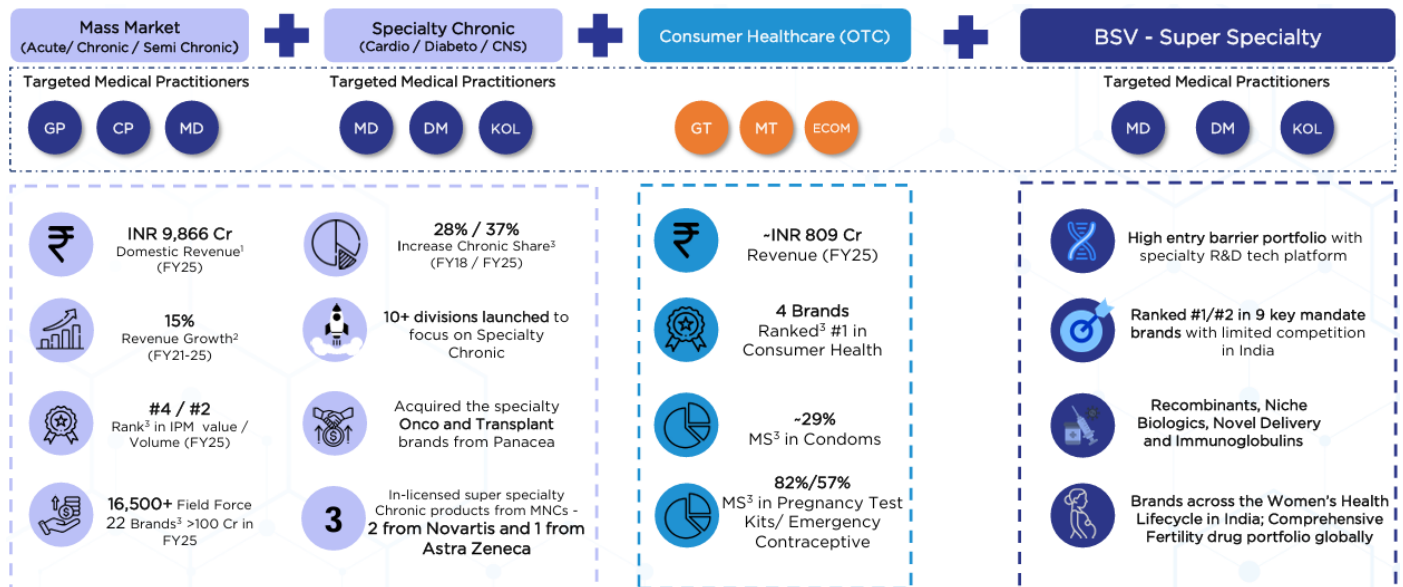 Mass Market
(Acute/ Chronic / Semi Chronic)
Specialty Chronic
(Cardio / Diabeto / CNS)
Consumer Healthcare (OTC)
BSV - Super Specialty
Targeted Medical Practitioners
GP
CP
MD
Targeted Medical Practitioners
MD
DM
KOL
GT
MT
ECOM
Targeted Medical Practitioners
MD
DM
KOL
INR 9,866 Cr
Domestic Revenue¹
(FY25)
15%
Revenue Growth²
(FY21-25)
#4 / #2
Rank³ in IPM value /
Volume (FY25)
16,500+ Field Force
22 Brands³ >100 Cr in
FY25
28% / 37%
Increase Chronic Share³
(FY18 / FY25)
10+ divisions launched to
focus on Specialty
Chronic
Acquired the specialty
Onco and Transplant
brands from Panacea
3
In-licensed super specialty
Chronic products from MNCs -
2 from Novartis and 1 from
Astra Zeneca
~INR 809 Cr
Revenue (FY25)
4 Brands
Ranked³ #1 in
Consumer Health
~29%
MS³ in Condoms
82%/57%
MS³ in Pregnancy Test
Kits/ Emergency
Contraceptive
High entry barrier portfolio with
specialty R&D tech platform
Ranked #1/#2 in 9 key mandate
brands with limited competition
in India
Recombinants, Niche
Biologics, Novel Delivery
and Immunoglobulins
Brands across the Women's Health
Lifecycle in India; Comprehensive
Fertility drug portfolio globally